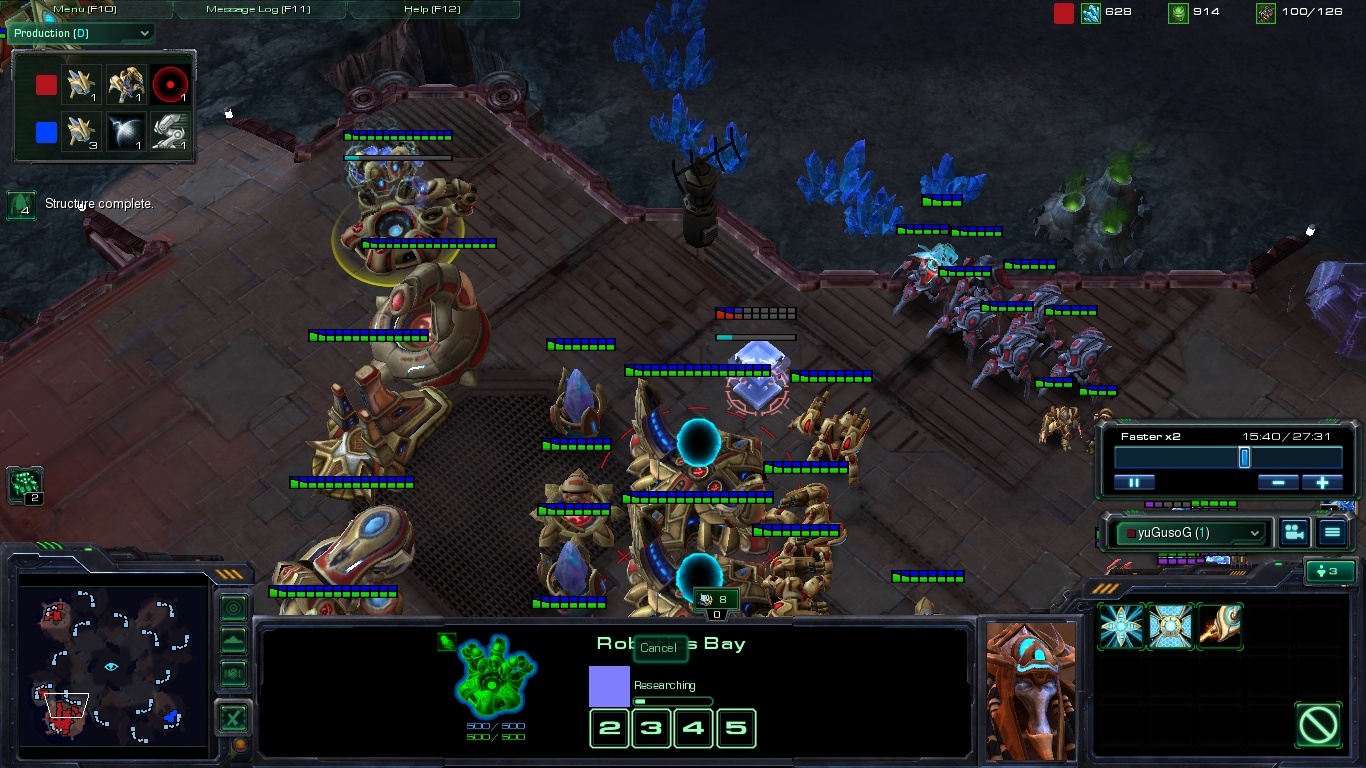 Menu (F10) Message Log (F11) Help (F12)
628 914 100/126
Production (D)
1 1 1
3 1 1
4 Structure complete.
Faster x2 15:40 / 27:31
2
yuGusoG (1)
3
8
0
Cancel
Bay
Researching
2 3 4 5
500 / 500
500 / 500